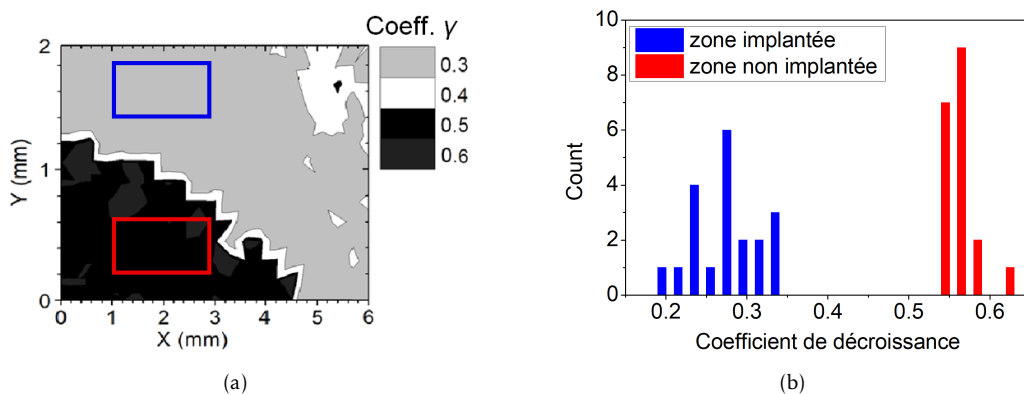 Coeff. γ
2
1
0
Y (mm)
0 1 2 3 4 5 6
X (mm)
0.3
0.4
0.5
0.6
(a)
zone implantée
zone non implantée
10
8
6
4
2
0
Count
0.2 0.3 0.4 0.5 0.6
Coefficient de décroissance
(b)